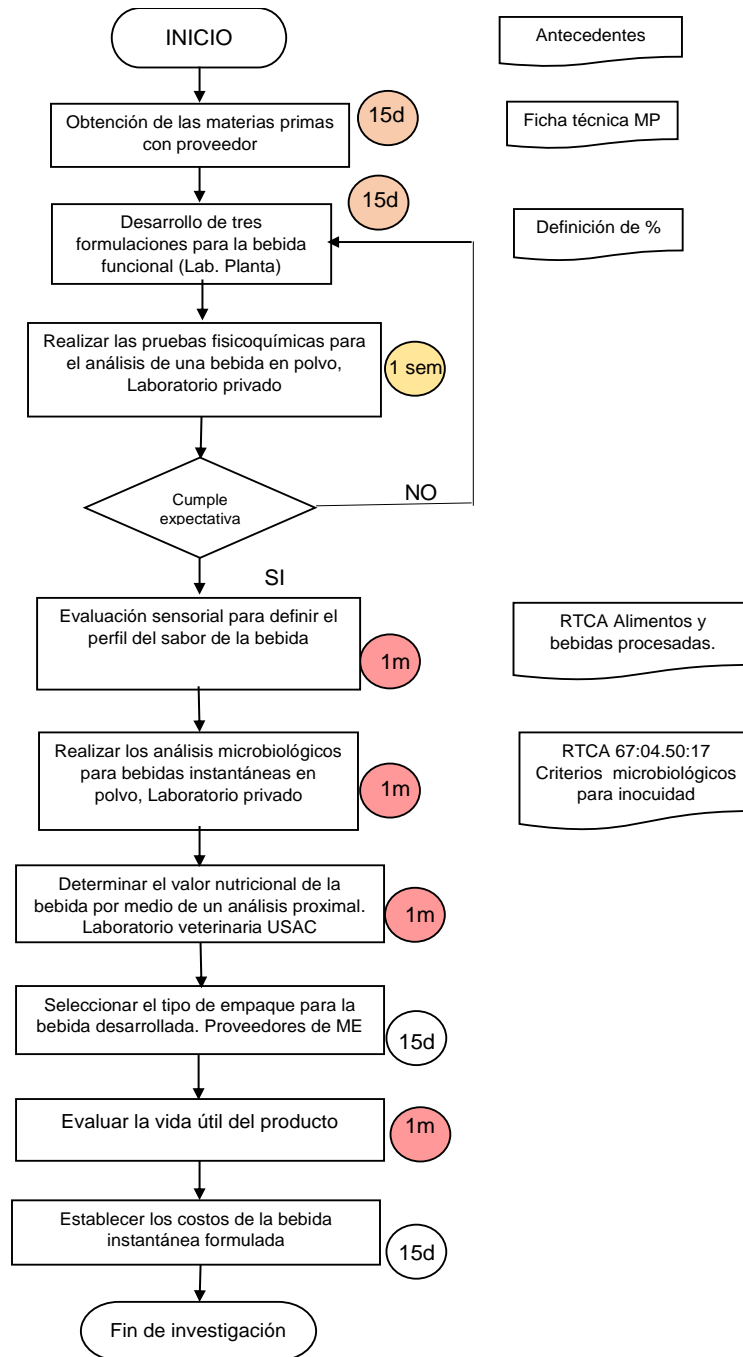 INICIO
Antecedentes
Obtención de las materias primas
con proveedor
15d
Ficha técnica MP
15d
Desarrollo de tres
formulaciones para la bebida
funcional (Lab. Planta)
Definición de %
Realizar las pruebas fisicoquímicas para
el análisis de una bebida en polvo,
Laboratorio privado
1 sem
Cumple
expectativa
NO
SI
Evaluación sensorial para definir el
perfil del sabor de la bebida
1m
RTCA Alimentos y
bebidas procesadas.
Realizar los análisis microbiológicos
para bebidas instantáneas en
polvo, Laboratorio privado
1m
RTCA 67:04.50:17
Criterios microbiológicos
para inocuidad
Determinar el valor nutricional de la
bebida por medio de un análisis proximal.
Laboratorio veterinaria USAC
1m
Seleccionar el tipo de empaque para la
bebida desarrollada. Proveedores de ME
15d
Evaluar la vida útil del producto
1m
Establecer los costos de la bebida
instantánea formulada
15d
Fin de investigación